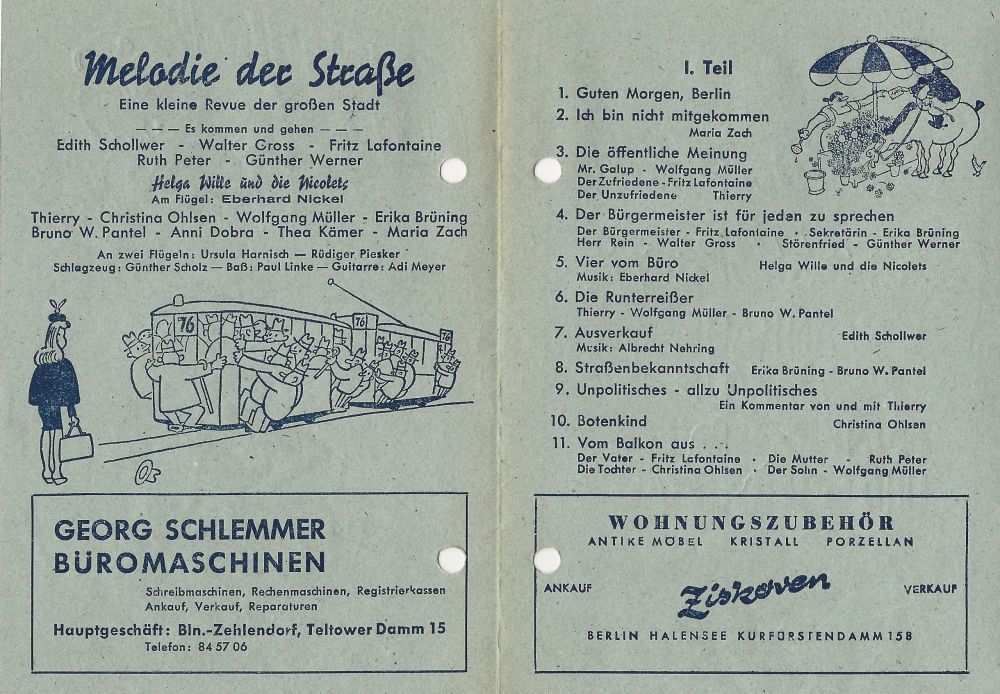 Melodie der Straße
Eine kleine Revue der großen Stadt
– – – Es kommen und gehen – – –
Edith Schollwer - Walter Gross - Fritz Lafontaine
Ruth Peter - Günther Werner
Helga Wille und die Nicolets
Am Flügel: Eberhard Nickel
Thierry - Christina Ohlsen - Wolfgang Müller - Erika Brüning
Bruno W. Pantel - Anni Dobra - Thea Kämer - Maria Zach
An zwei Flügeln: Ursula Harnisch — Rüdiger Piesker
Schlagzeug: Günther Scholz — Baß: Paul Linke - Guitarre: Adi Meyer
76
76
76
GEORG SCHLEMMER
BÜROMASCHINEN
Schreibmaschinen, Rechenmaschinen, Registrierkassen
Ankauf, Verkauf, Reparaturen
Hauptgeschäft: Bln.-Zehlendorf, Teltower Damm 15
Telefon: 84 57 06
I. Teil
1. Guten Morgen, Berlin
2. Ich bin nicht mitgekommen
Maria Zach
3. Die öffentliche Meinung
Mr. Galup - Wolfgang Müller
Der Zufriedene - Fritz Lafontaine
Der Unzufriedene Thierry
4. Der Bürgermeister ist für jeden zu sprechen
Der Bürgermeister - Fritz Lafontaine · Sekretärin - Erika Brüning
Herr Rein - Walter Gross · Störenfried - Günther Werner
5. Vier vom Büro Helga Wille und die Nicolets
Musik: Eberhard Nickel
6. Die Runterreißer
Thierry - Wolfgang Müller - Bruno W. Pantel
7. Ausverkauf Edith Schollwer
Musik: Albrecht Nehring
8. Straßenbekanntschaft Erika Brüning - Bruno W. Pantel
9. Unpolitisches - allzu Unpolitisches
Ein Kommentar von und mit Thierry
10. Botenkind Christina Ohlsen
11. Vom Balkon aus . . .
Der Vater - Fritz Lafontaine · Die Mutter - Ruth Peter
Die Tochter - Christina Ohlsen · Der Sohn - Wolfgang Müller
WOHNUNGSZUBEHÖR
ANTIKE MÖBEL KRISTALL PORZELLAN
ANKAUF Ziskoven VERKAUF
BERLIN HALENSEE KURFÜRSTENDAMM 158